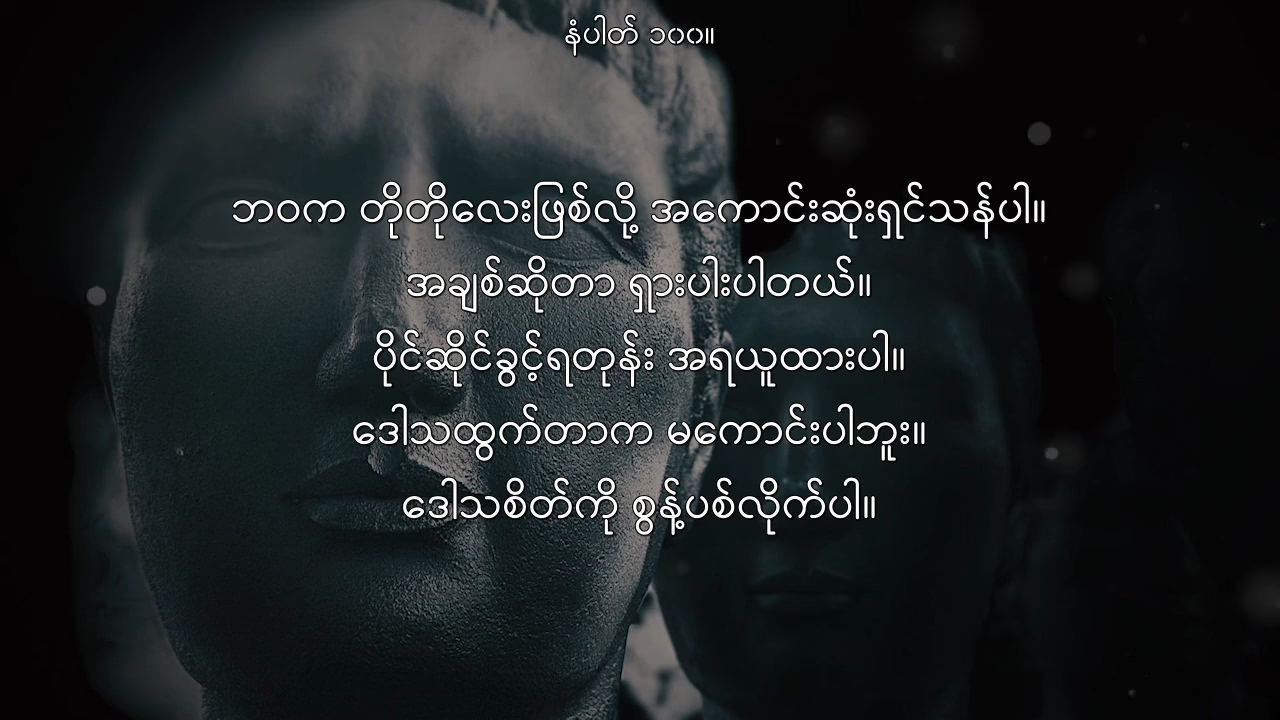 နံပါတ် ၁၀၀။
ဘဝက တိုတိုလေးဖြစ်လို့ အကောင်းဆုံးရှင်သန်ပါ။
အချစ်ဆိုတာ ရှားပါးပါတယ်။
ပိုင်ဆိုင်ခွင့်ရတုန်း အရယူထားပါ။
ဒေါသထွက်တာက မကောင်းပါဘူး။
ဒေါသစိတ်ကို စွန့်ပစ်လိုက်ပါ။